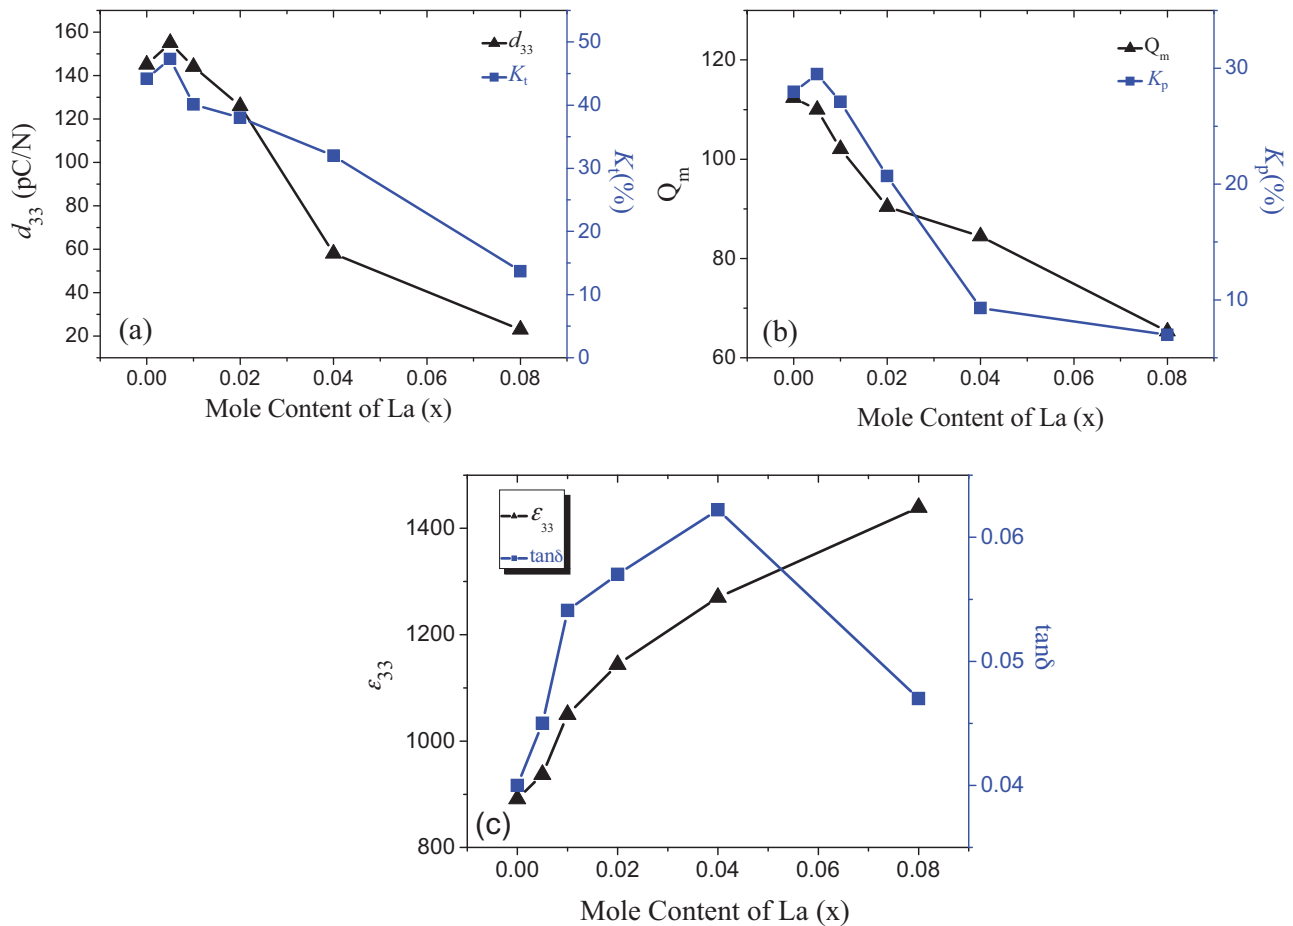 160
140
120
100
80
60
40
20
d33 (pC/N)
d33
Kt
50
40
30
20
10
0
Kt(%)
(a)
0.00 0.02 0.04 0.06 0.08
Mole Content of La (x)
120
100
80
60
Qm
Qm
Kp
30
20
10
Kp(%)
(b)
0.00 0.02 0.04 0.06 0.08
Mole Content of La (x)
1400
1200
1000
800
ε33
ε33
tanδ
0.06
0.05
0.04
tanδ
(c)
0.00 0.02 0.04 0.06 0.08
Mole Content of La (x)